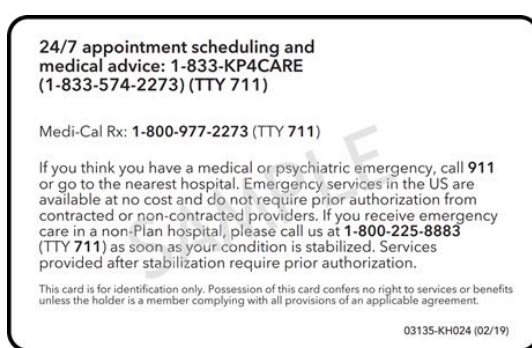 24/7 appointment scheduling and
medical advice: 1-833-KP4CARE
(1-833-574-2273) (TTY 711)
Medi-Cal Rx: 1-800-977-2273 (TTY 711)
If you think you have a medical or psychiatric emergency, call 911
or go to the nearest hospital. Emergency services in the US are
available at no cost and do not require prior authorization from
contracted or non-contracted providers. If you receive emergency
care in a non-Plan hospital, please call us at 1-800-225-8883
(TTY 711) as soon as your condition is stabilized. Services
provided after stabilization require prior authorization.
This card is for identification only. Possession of this card confers no right to services or benefits
unless the holder is a member complying with all provisions of an applicable agreement.
03135-KH024 (02/19)
SAMPLE